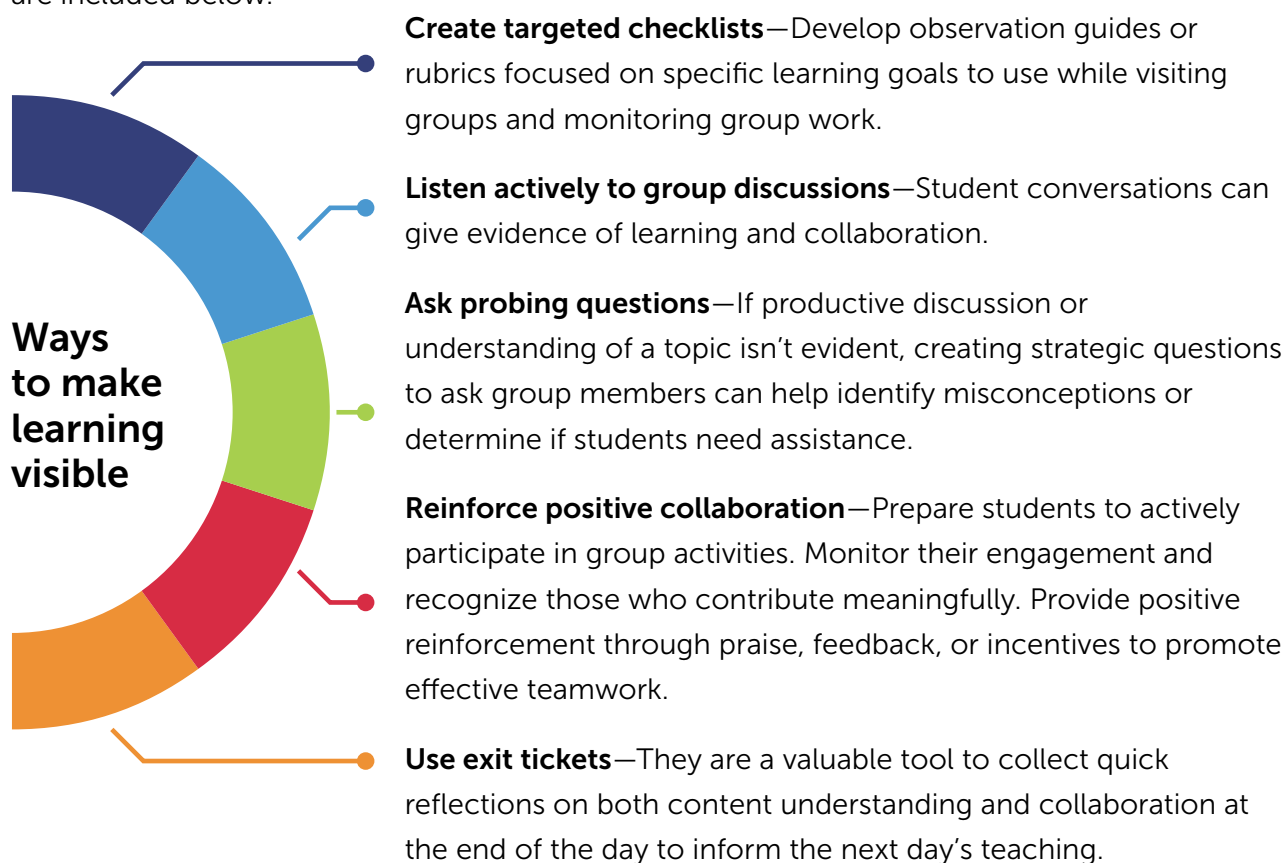 are included below.
Create targeted checklists—Develop observation guides or
rubrics focused on specific learning goals to use while visiting
groups and monitoring group work.
Listen actively to group discussions—Student conversations can
give evidence of learning and collaboration.
Ask probing questions—If productive discussion or
understanding of a topic isn’t evident, creating strategic questions
to ask group members can help identify misconceptions or
determine if students need assistance.
Reinforce positive collaboration—Prepare students to actively
participate in group activities. Monitor their engagement and
recognize those who contribute meaningfully. Provide positive
reinforcement through praise, feedback, or incentives to promote
effective teamwork.
Use exit tickets—They are a valuable tool to collect quick
reflections on both content understanding and collaboration at
the end of the day to inform the next day’s teaching.
Ways
to make
learning
visible